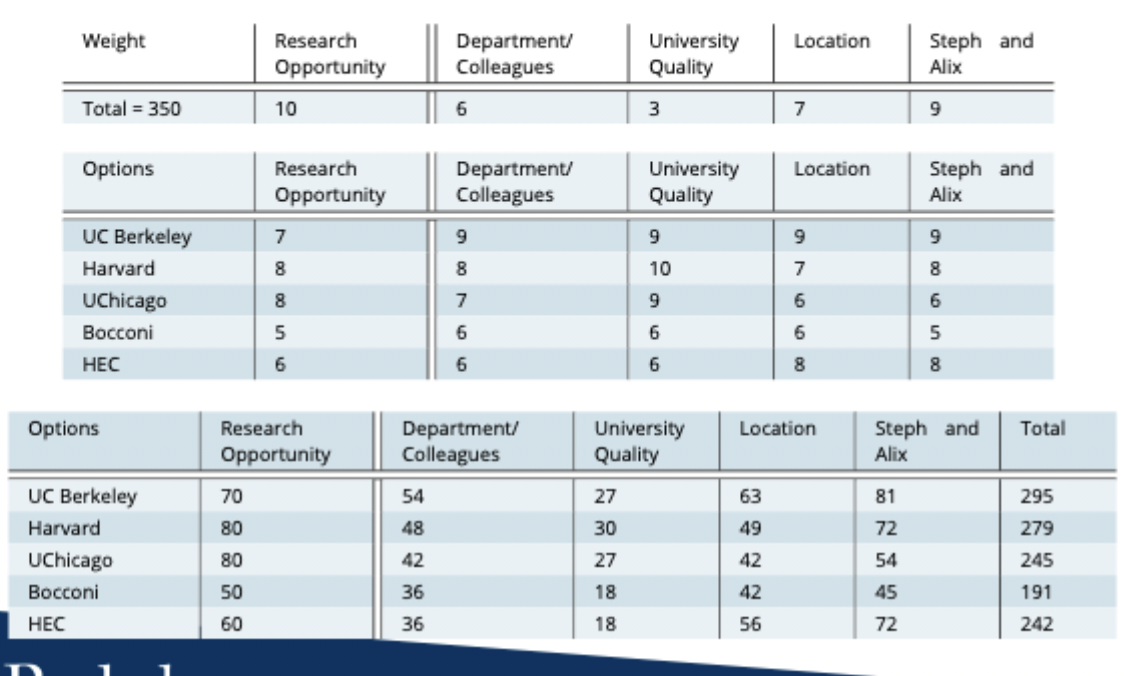 Weight Research Opportunity Department/ Colleagues University Quality Location Steph and Alix
Total = 350 10 6 3 7 9
Options Research Opportunity Department/ Colleagues University Quality Location Steph and Alix
UC Berkeley 7 9 9 9 9
Harvard 8 8 10 7 8
UChicago 8 7 9 6 6
Bocconi 5 6 6 6 5
HEC 6 6 6 8 8
Options Research Opportunity Department/ Colleagues University Quality Location Steph and Alix Total
UC Berkeley 70 54 27 63 81 295
Harvard 80 48 30 49 72 279
UChicago 80 42 27 42 54 245
Bocconi 50 36 18 42 45 191
HEC 60 36 18 56 72 242